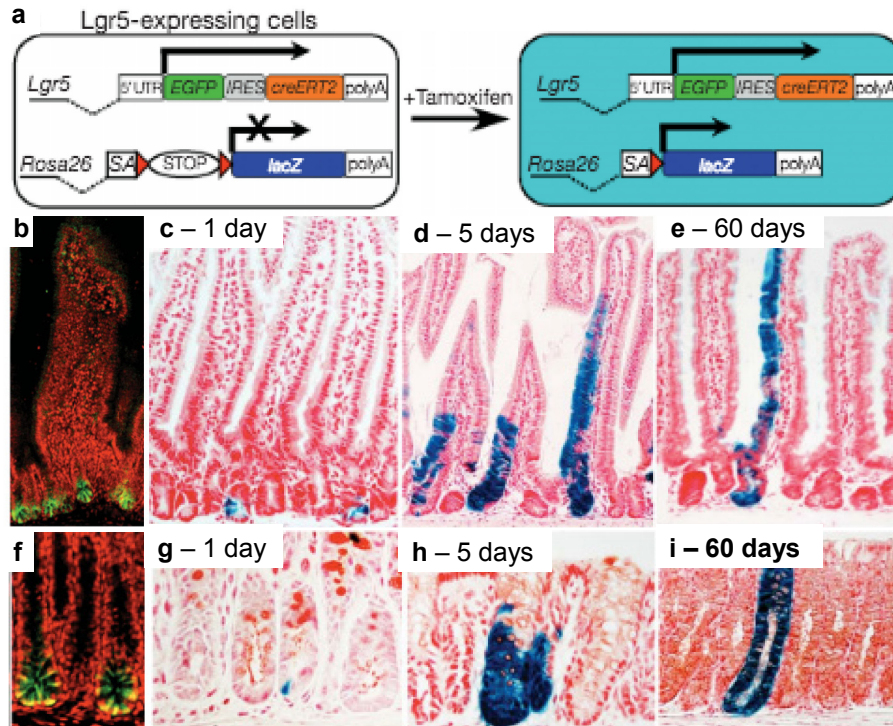 a
Lgr5-expressing cells
Lgr5 5'UTR EGFP IRES creERT2 polyA
Rosa26 SA STOP lacZ polyA
+Tamoxifen
Lgr5 5'UTR EGFP IRES creERT2 polyA
Rosa26 SA lacZ polyA
b
c – 1 day
d – 5 days
e – 60 days
f
g – 1 day
h – 5 days
i – 60 days